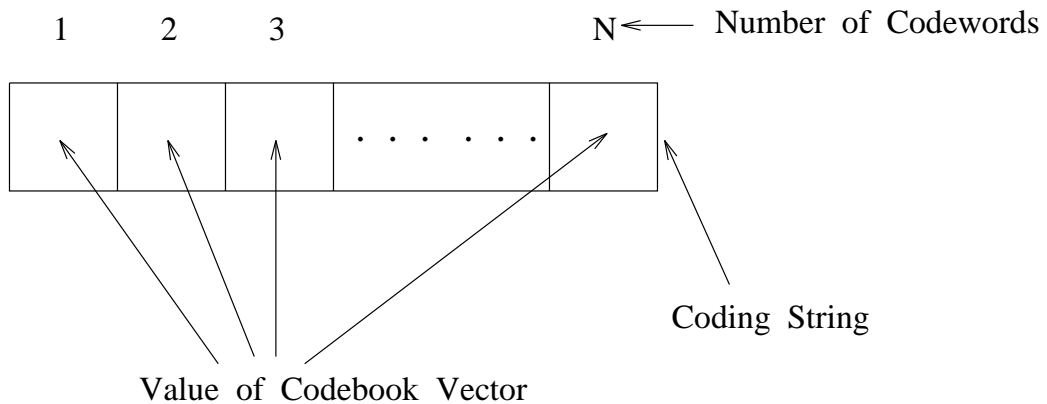 1 2 3 N Number of Codewords
. . . . . .
Coding String
Value of Codebook Vector